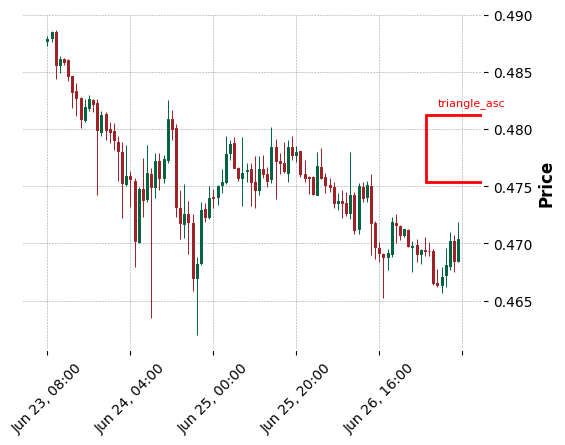 0.490
0.485
triangle_asc
0.480
0.475
0.470
0.465
Price
Jun 23, 08:00
Jun 24, 04:00
Jun 25, 00:00
Jun 25, 20:00
Jun 26, 16:00